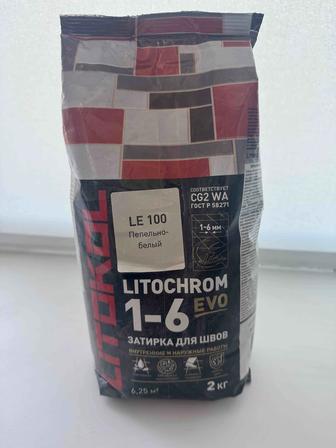 LITOKOL
СООТВЕТСТВУЕТ
CG2 WA
ГОСТ Р 58271
1-6 мм
LE 100
Пепельно-
белый
LITOCHROM
1-6 EVO
ЗАТИРКА ДЛЯ ШВОВ
ВНУТРЕННИЕ И НАРУЖНЫЕ РАБОТЫ
6,25 м²
2 кг